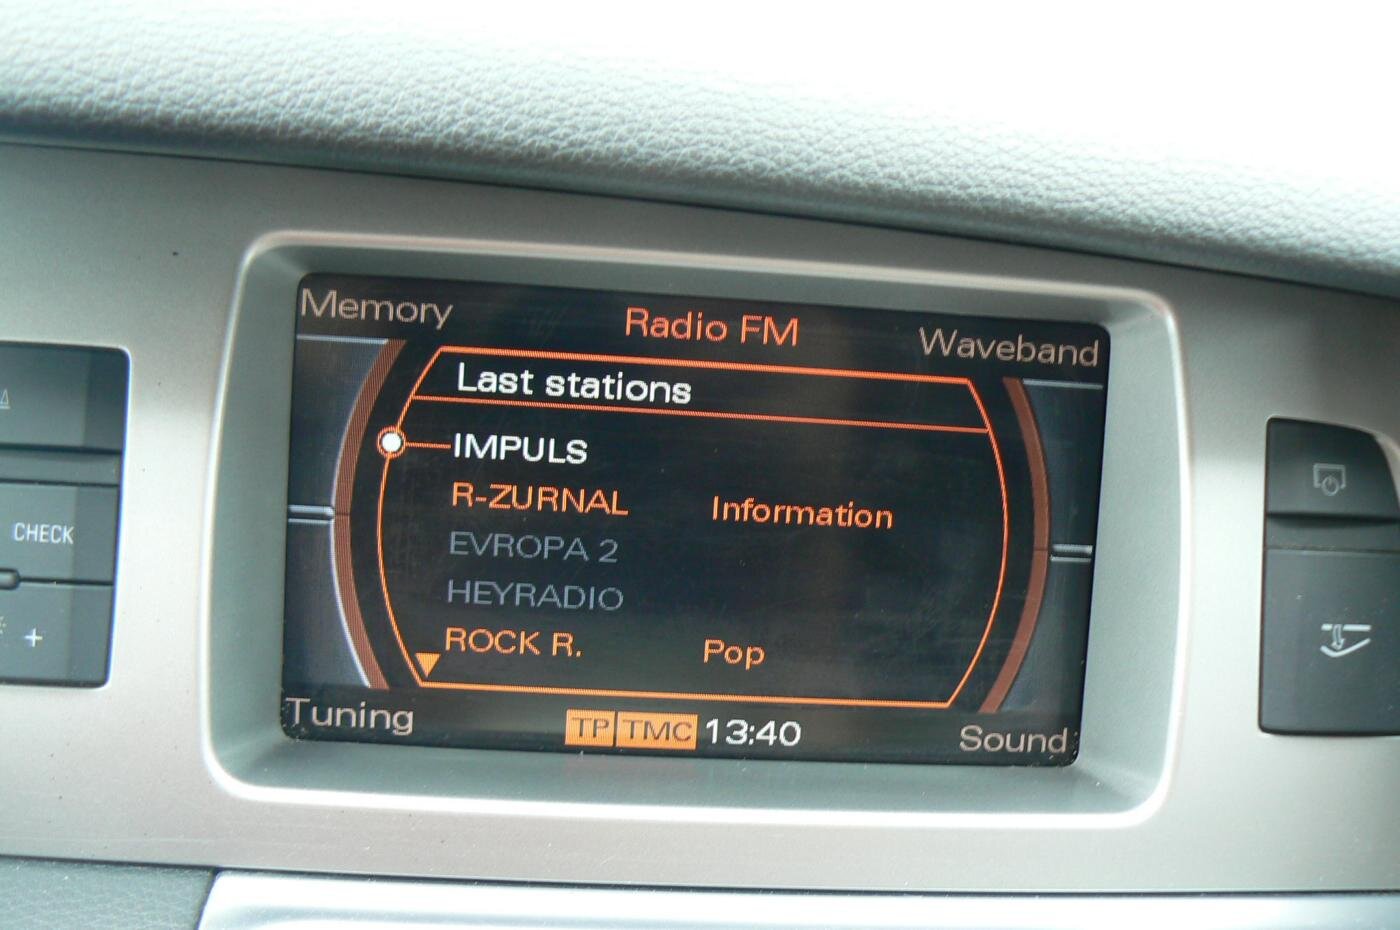 Memory
Radio FM
Waveband
Last stations
IMPULS
R-ZURNAL Information
EVROPA 2
HEYRADIO
ROCK R. Pop
Tuning
TP TMC 13:40
Sound
CHECK
+